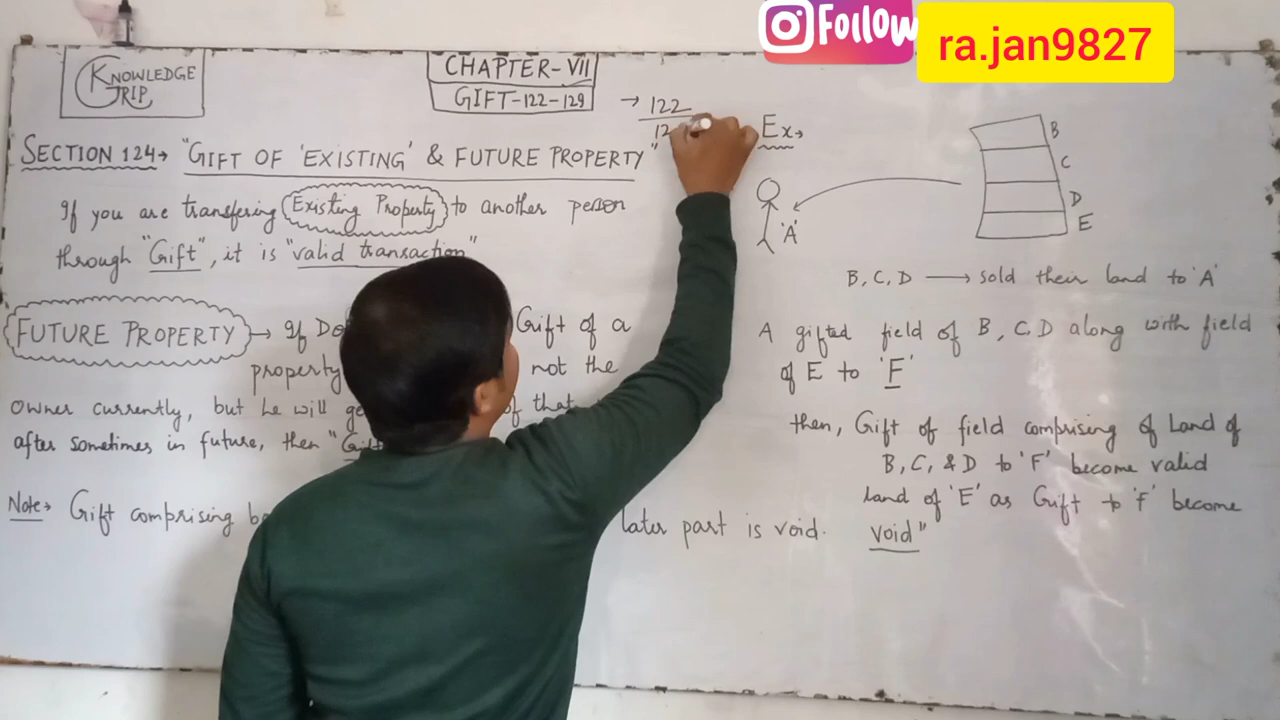 Follow
ra.jan9827
KNOWLEDGE
GRIP
CHAPTER-VII
GIFT-122-129
→ 122
12
SECTION 124→ "GIFT OF 'EXISTING' & FUTURE PROPERTY"
If you are transfering Existing Property to another person
through "Gift", it is "valid transaction"
FUTURE PROPERTY → If Gift of a
property not the
owner currently, but he will of that
after sometimes in future, then
Note→ Gift comprising later part is void.
Ex→
B
C
D
E
'A'
B, C, D → sold their land to 'A'
A gifted field of B, C, D along with field
of E to 'F'
then, Gift of field comprising of Land of
B, C, & D to 'F' become valid
land of 'E' as Gift to 'F' become
void"